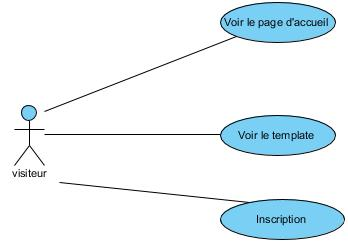 Voir le page d'accueil
Voir le template
visiteur
Inscription